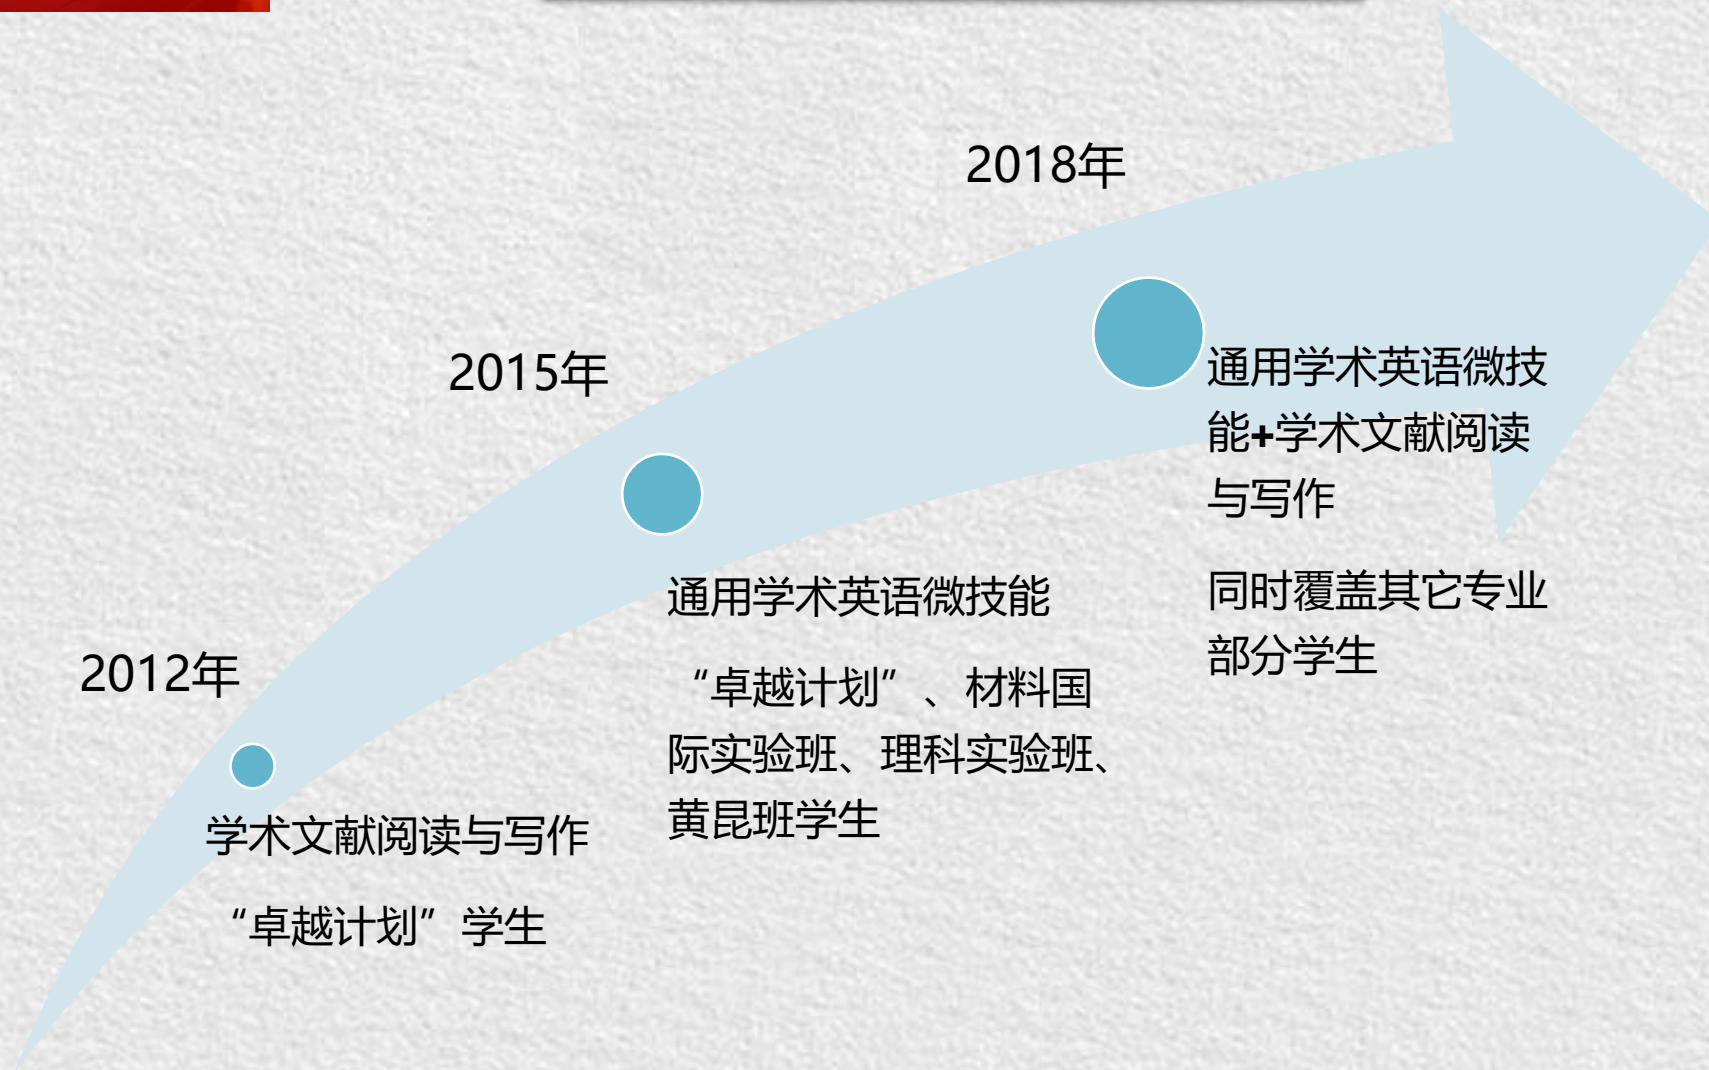 2012年
学术文献阅读与写作
“卓越计划”学生
2015年
通用学术英语微技能
“卓越计划”、材料国
际实验班、理科实验班、
黄昆班学生
2018年
通用学术英语微技
能+学术文献阅读
与写作
同时覆盖其它专业
部分学生